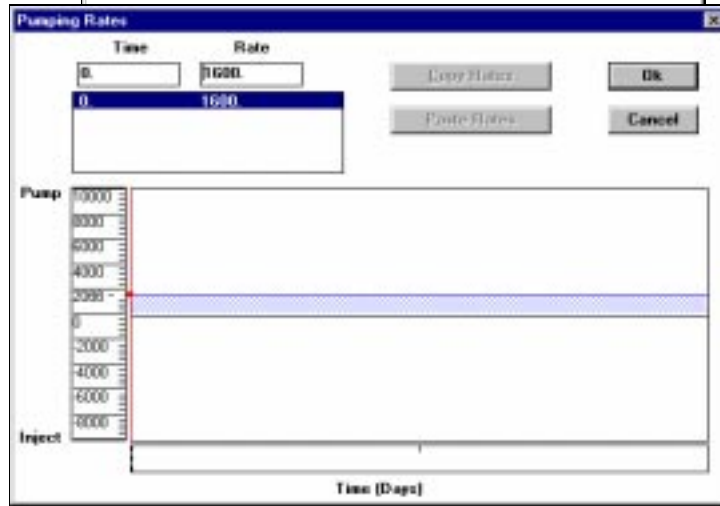 Pumping Rates
Time Rate
0. 1600.
0. 1600.
Copy Rates Ok
Paste Rates Cancel
Pump
10000
8000
6000
4000
2000
0
-2000
-4000
-6000
-8000
Inject
Time (Days)